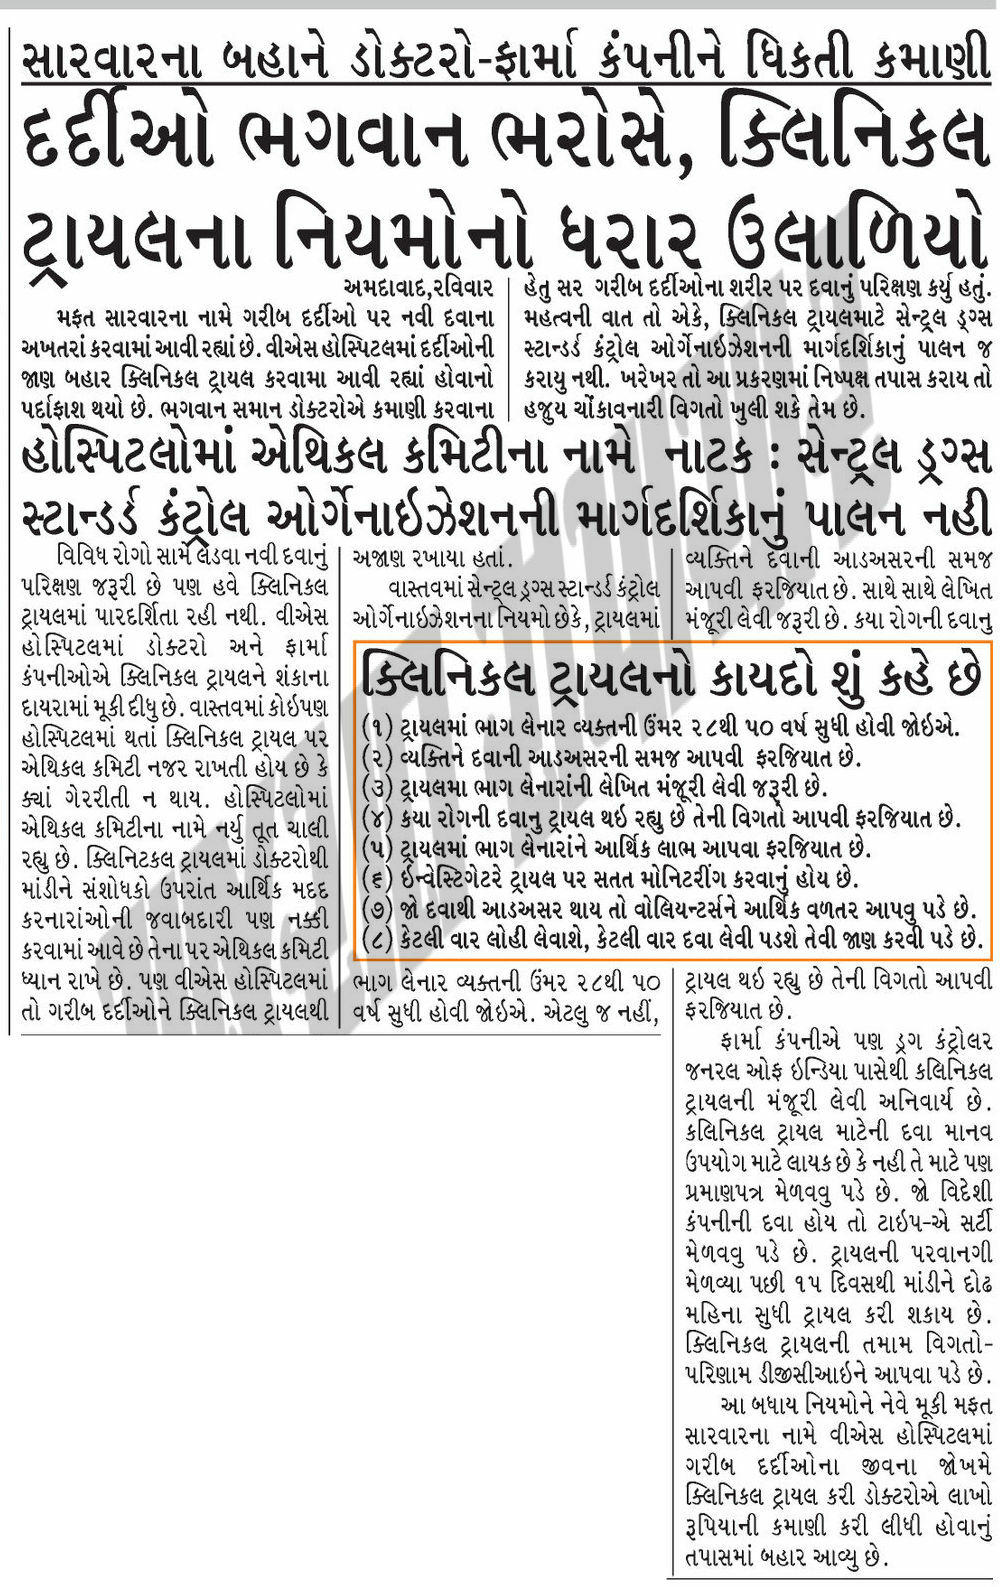 સારવારના બહાને ડોક્ટરો-ફાર્મા કંપનીને ધિકતી કમાણી
દર્દીઓ ભગવાન ભરોસે, ક્લિનિકલ
ટ્રાયલના નિયમોનો ધરાર ઉલાળિયો
અમદાવાદ,રવિવાર
મફત સારવારના નામે ગરીબ દર્દીઓ પર નવી દવાના
અખતરાં કરવામાં આવી રહ્યાં છે. વીએસ હોસ્પિટલમાં દર્દીઓની
જાણ બહાર ક્લિનિકલ ટ્રાયલ કરવામા આવી રહ્યાં હોવાનો
પર્દાફાશ થયો છે. ભગવાન સમાન ડોક્ટરોએ કમાણી કરવાના
હેતુ સર ગરીબ દર્દીઓના શરીર પર દવાનું પરિક્ષણ કર્યુ હતું.
મહત્વની વાત તો એકે, ક્લિનિકલ ટ્રાયલમાટે સેન્ટ્રલ ડ્રગ્સ
સ્ટાન્ડર્ડ કંટ્રોલ ઓર્ગેનાઇઝેશનની માર્ગદર્શિકાનું પાલન જ
કરાયુ નથી. ખરેખર તો આ પ્રકરણમાં નિષ્પક્ષ તપાસ કરાય તો
હજુય ચોંકાવનારી વિગતો ખુલી શકે તેમ છે.
હોસ્પિટલોમાં એથિકલ કમિટીના નામે નાટક : સેન્ટ્રલ ડ્રગ્સ
સ્ટાન્ડર્ડ કંટ્રોલ ઓર્ગેનાઇઝેશનની માર્ગદર્શિકાનું પાલન નહી
વિવિધ રોગો સામે લડવા નવી દવાનું
પરિક્ષણ જરૂરી છે પણ હવે ક્લિનિકલ
ટ્રાયલમાં પારદર્શિતા રહી નથી. વીએસ
હોસ્પિટલમાં ડોક્ટરો અને ફાર્મા
કંપનીઓએ ક્લિનિકલ ટ્રાયલને શંકાના
દાયરામાં મૂકી દીધુ છે. વાસ્તવમાં કોઇપણ
હોસ્પિટલમાં થતાં ક્લિનિકલ ટ્રાયલ પર
એથિકલ કમિટી નજર રાખતી હોય છે કે
ક્યાં ગેરરીતી ન થાય. હોસ્પિટલોમાં
એથિકલ કમિટીના નામે નર્યુ તૂત ચાલી
રહ્યુ છે. ક્લિનિટકલ ટ્રાયલમાં ડોક્ટરોથી
માંડીને સંશોધકો ઉપરાંત આર્થિક મદદ
કરનારાંઓની જવાબદારી પણ નક્કી
કરવામાં આવે છે તેના પર એથિકલ કમિટી
ધ્યાન રાખે છે. પણ વીએસ હોસ્પિટલમાં
તો ગરીબ દર્દીઓને ક્લિનિકલ ટ્રાયલથી
અજાણ રખાયા હતાં.
વાસ્તવમાં સેન્ટ્રલ ડ્રગ્સ સ્ટાન્ડર્ડ કંટ્રોલ
ઓર્ગેનાઇઝેશનના નિયમો છેકે, ટ્રાયલમાં
ભાગ લેનાર વ્યક્તની ઉંમર ૨૮થી ૫૦
વર્ષ સુધી હોવી જોઇએ. એટલુ જ નહીં,
વ્યક્તિને દવાની આડઅસરની સમજ
આપવી ફરજિયાત છે. સાથે સાથે લેખિત
મંજૂરી લેવી જરૂરી છે. કયા રોગની દવાનુ
ટ્રાયલ થઇ રહ્યુ છે તેની વિગતો આપવી
ફરજિયાત છે.
ફાર્મા કંપનીએ પણ ડ્રગ કંટ્રોલર
જનરલ ઓફ ઇન્ડિયા પાસેથી કલિનિકલ
ટ્રાયલની મંજૂરી લેવી અનિવાર્ય છે.
કલિનિકલ ટ્રાયલ માટેની દવા માનવ
ઉપયોગ માટે લાયક છે કે નહી તે માટે પણ
પ્રમાણપત્ર મેળવવુ પડે છે. જો વિદેશી
કંપનીની દવા હોય તો ટાઇપ-એ સર્ટી
મેળવવુ પડે છે. ટ્રાયલની પરવાનગી
મેળવ્યા પછી ૧૫ દિવસથી માંડીને દોઢ
મહિના સુધી ટ્રાયલ કરી શકાય છે.
ક્લિનિકલ ટ્રાયલની તમામ વિગતો-
પરિણામ ડીજીસીઆઇને આપવા પડે છે.
આ બધાય નિયમોને નેવે મૂકી મફત
સારવારના નામે વીએસ હોસ્પિટલમાં
ગરીબ દર્દીઓના જીવના જોખમે
ક્લિનિકલ ટ્રાયલ કરી ડોક્ટરોએ લાખો
રૂપિયાની કમાણી કરી લીધી હોવાનું
તપાસમાં બહાર આવ્યુ છે.
ક્લિનિકલ ટ્રાયલનો કાયદો શું કહે છે
(૧) ટ્રાયલમાં ભાગ લેનાર વ્યક્તની ઉંમર ૨૮થી ૫૦ વર્ષ સુધી હોવી જોઇએ.
(૨) વ્યક્તિને દવાની આડઅસરની સમજ આપવી ફરજિયાત છે.
(૩) ટ્રાયલમા ભાગ લેનારાંની લેખિત મંજૂરી લેવી જરૂરી છે.
(૪) કયા રોગની દવાનુ ટ્રાયલ થઇ રહ્યુ છે તેની વિગતો આપવી ફરજિયાત છે.
(૫) ટ્રાયલમાં ભાગ લેનારાંને આર્થિક લાભ આપવા ફરજિયાત છે.
(૬) ઇન્વેસ્ટિગેટરે ટ્રાયલ પર સતત મોનિટરીંગ કરવાનું હોય છે.
(૭) જો દવાથી આડઅસર થાય તો વોલિયન્ટર્સને આર્થિક વળતર આપવુ પડે છે.
(૮) કેટલી વાર લોહી લેવાશે, કેટલી વાર દવા લેવી પડશે તેવી જાણ કરવી પડે છે.